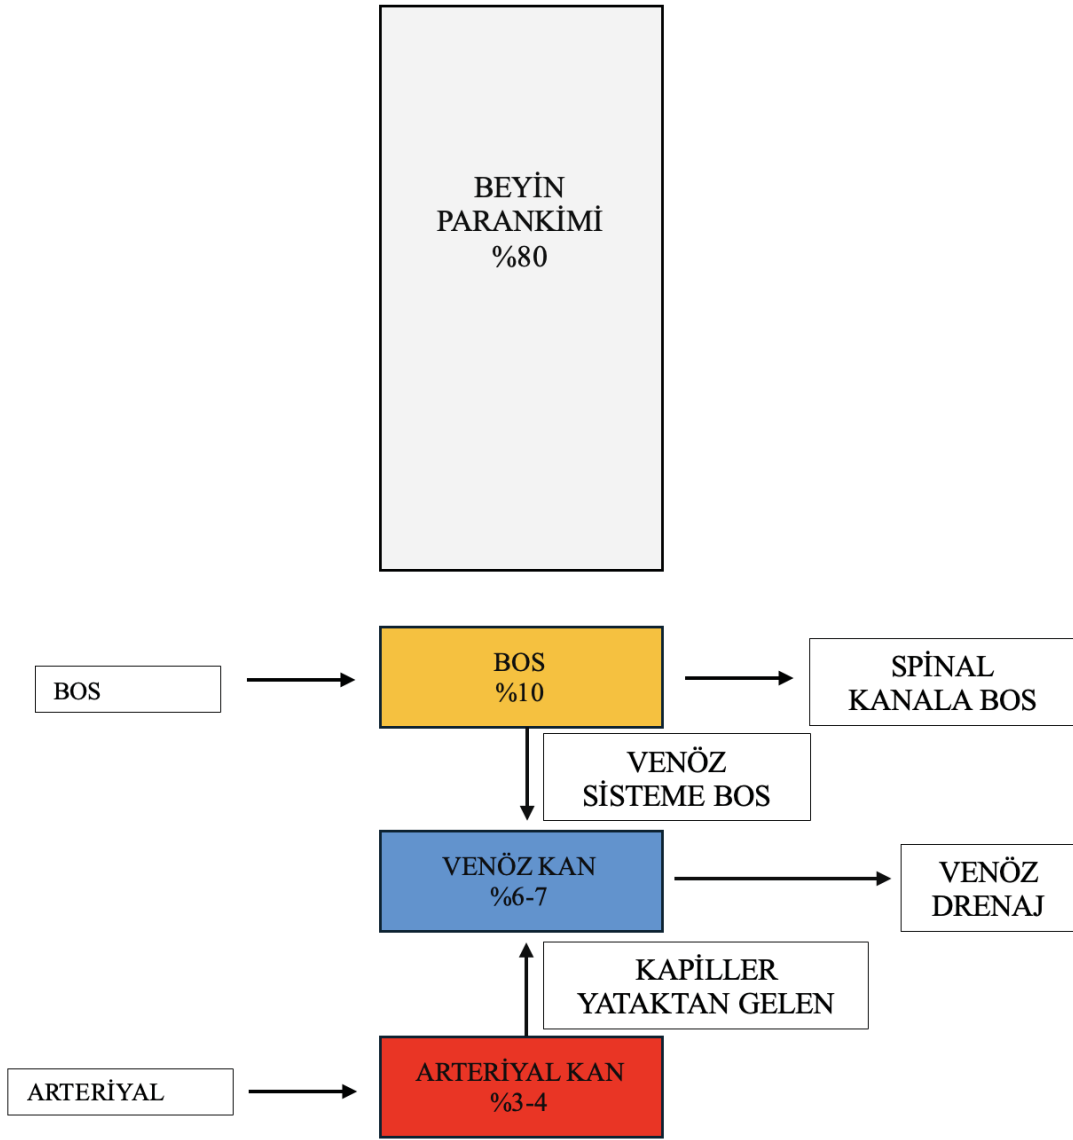 BEYİN
PARANKİMİ
%80
BOS
BOS
%10
SPİNAL
KANALA BOS
VENÖZ
SİSTEME BOS
VENÖZ KAN
%6-7
VENÖZ
DRENAJ
KAPİLLER
YATAKTAN GELEN
ARTERİYAL
ARTERİYAL KAN
%3-4